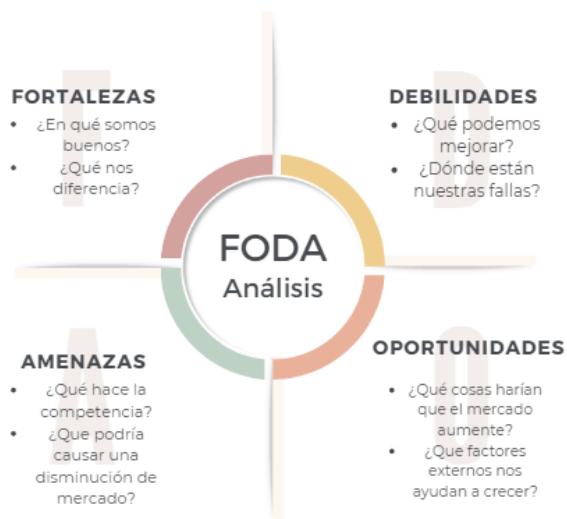 FORTALEZAS
• ¿En qué somos
buenos?
• ¿Qué nos
diferencia?
DEBILIDADES
• ¿Qué podemos
mejorar?
• ¿Dónde están
nuestras fallas?
FODA
Análisis
AMENAZAS
• ¿Qué hace la
competencia?
• ¿Que podría
causar una
disminución de
mercado?
OPORTUNIDADES
• ¿Qué cosas harían
que el mercado
aumente?
• ¿Que factores
externos nos
ayudan a crecer?
F
D
A
O